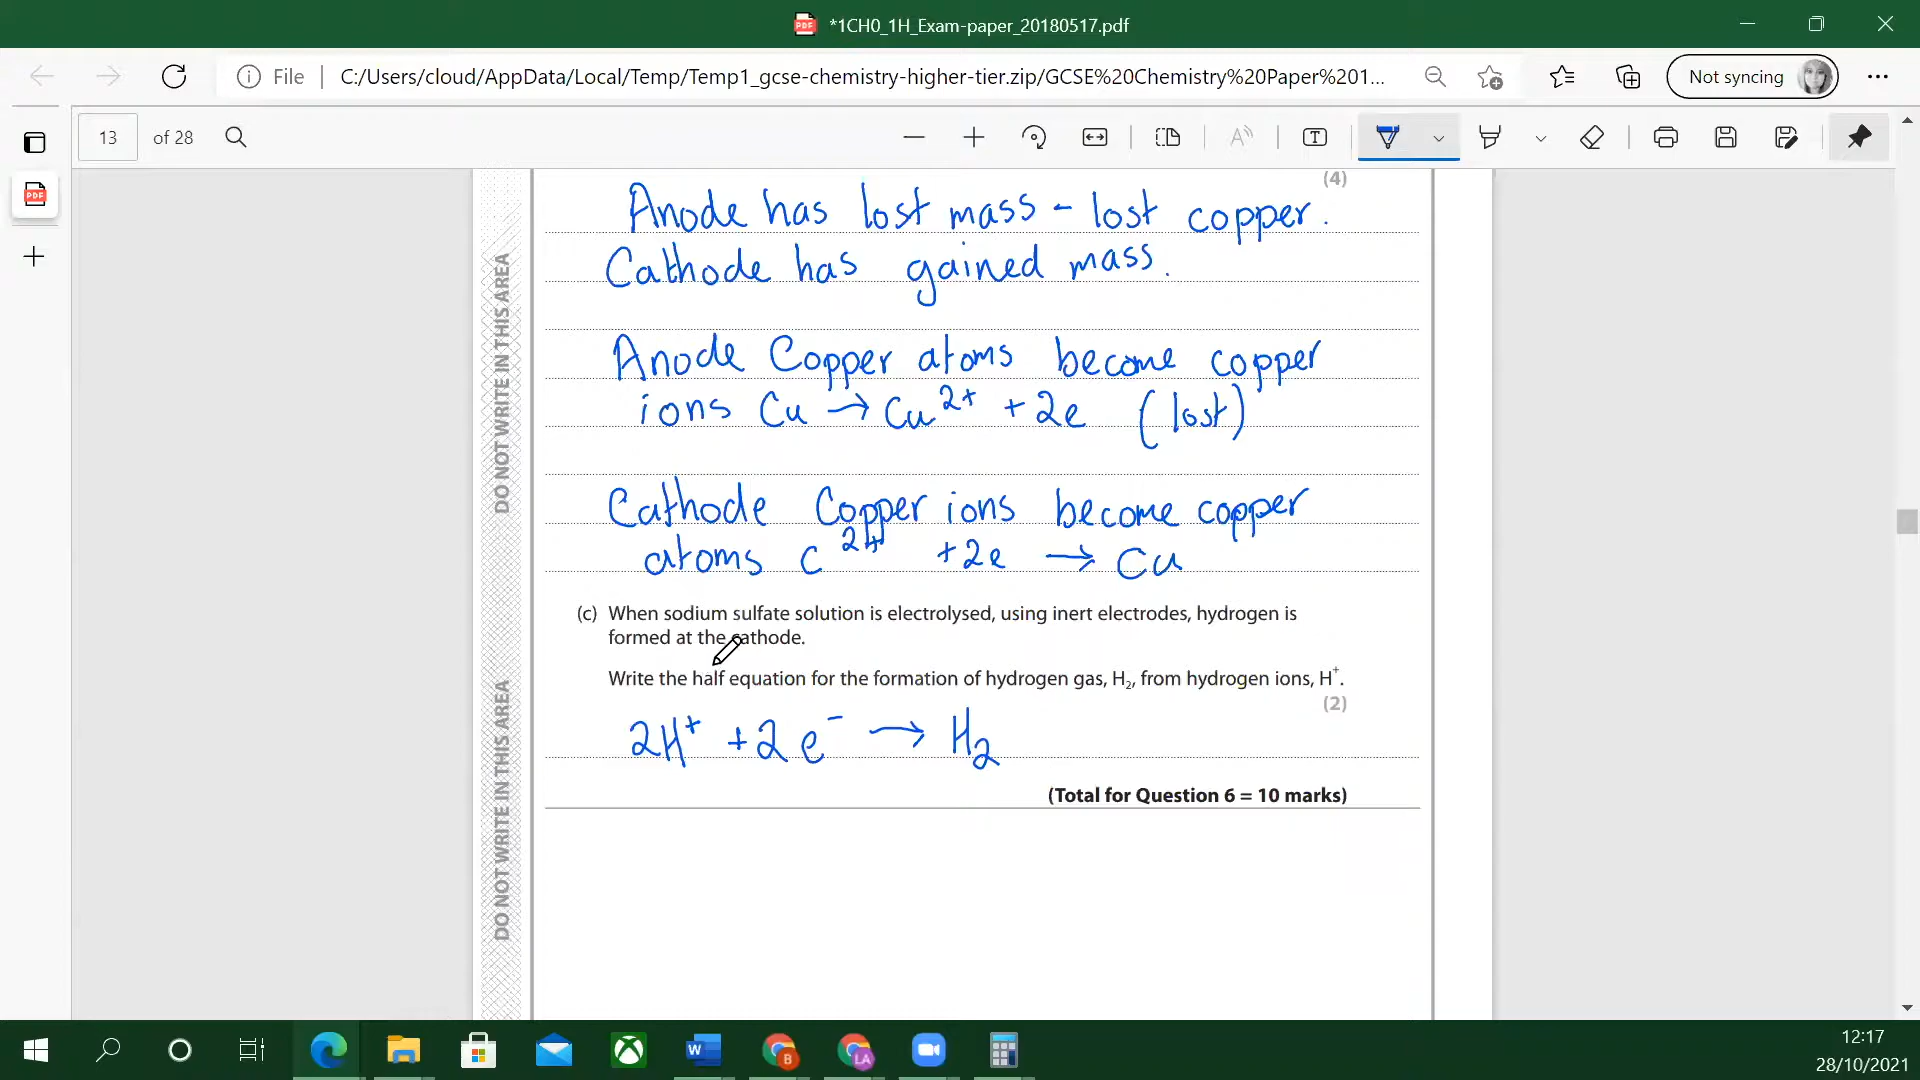 *1CH0_1H_Exam-paper_20180517.pdf
File
C:/Users/cloud/AppData/Local/Temp/Temp1_gcse-chemistry-higher-tier.zip/GCSE%20Chemistry%20Paper%201...
Not syncing
13 of 28
(4)
Anode has lost mass - lost copper.
Cathode has gained mass.
Anode Copper atoms become copper
ions Cu → Cu²⁺ + 2e (lost)
Cathode Copper ions become copper
atoms C²⁺ +2e → Cu
(c) When sodium sulfate solution is electrolysed, using inert electrodes, hydrogen is
formed at the cathode.
Write the half equation for the formation of hydrogen gas, H₂, from hydrogen ions, H⁺.
(2)
2H⁺ + 2e⁻ → H₂
(Total for Question 6 = 10 marks)
DO NOT WRITE IN THIS AREA
DO NOT WRITE IN THIS AREA
12:17
28/10/2021